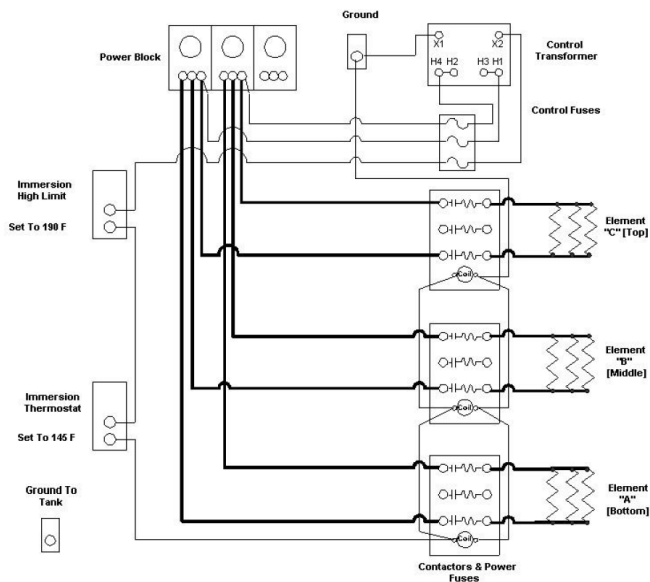 Ground
Power Block
X1
X2
H4
H2
H3
H1
Control
Transformer
Control Fuses
Immersion
High Limit
Set To 190 F
Element
"C" [Top]
Coil
Element
"B"
[Middle]
Coil
Immersion
Thermostat
Set To 145 F
Ground To
Tank
Element
"A"
[Bottom]
Coil
Contactors & Power
Fuses